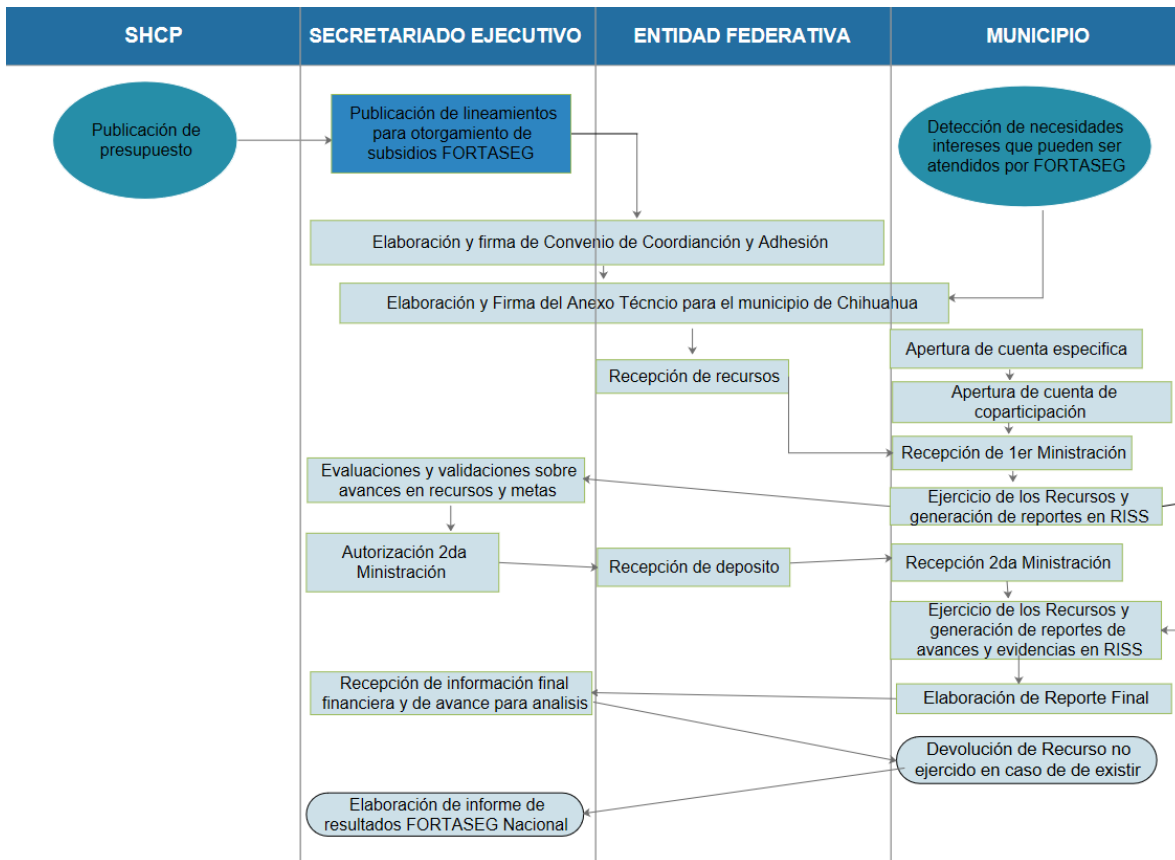 SHCP
SECRETARIADO EJECUTIVO
ENTIDAD FEDERATIVA
MUNICIPIO
Publicación de
presupuesto
Publicación de lineamientos
para otorgamiento de
subsidios FORTASEG
Detección de necesidades
intereses que pueden ser
atendidos por FORTASEG
Elaboración y firma de Convenio de Coordianción y Adhesión
Elaboración y Firma del Anexo Técncio para el municipio de Chihuahua
Apertura de cuenta especifica
Recepción de recursos
Apertura de cuenta de
coparticipación
Recepción de 1er Ministración
Evaluaciones y validaciones sobre
avances en recursos y metas
Ejercicio de los Recursos y
generación de reportes en RISS
Autorización 2da
Ministración
Recepción de deposito
Recepción 2da Ministración
Ejercicio de los Recursos y
generación de reportes de
avances y evidencias en RISS
Recepción de información final
financiera y de avance para analisis
Elaboración de Reporte Final
Devolución de Recurso no
ejercido en caso de de existir
Elaboración de informe de
resultados FORTASEG Nacional